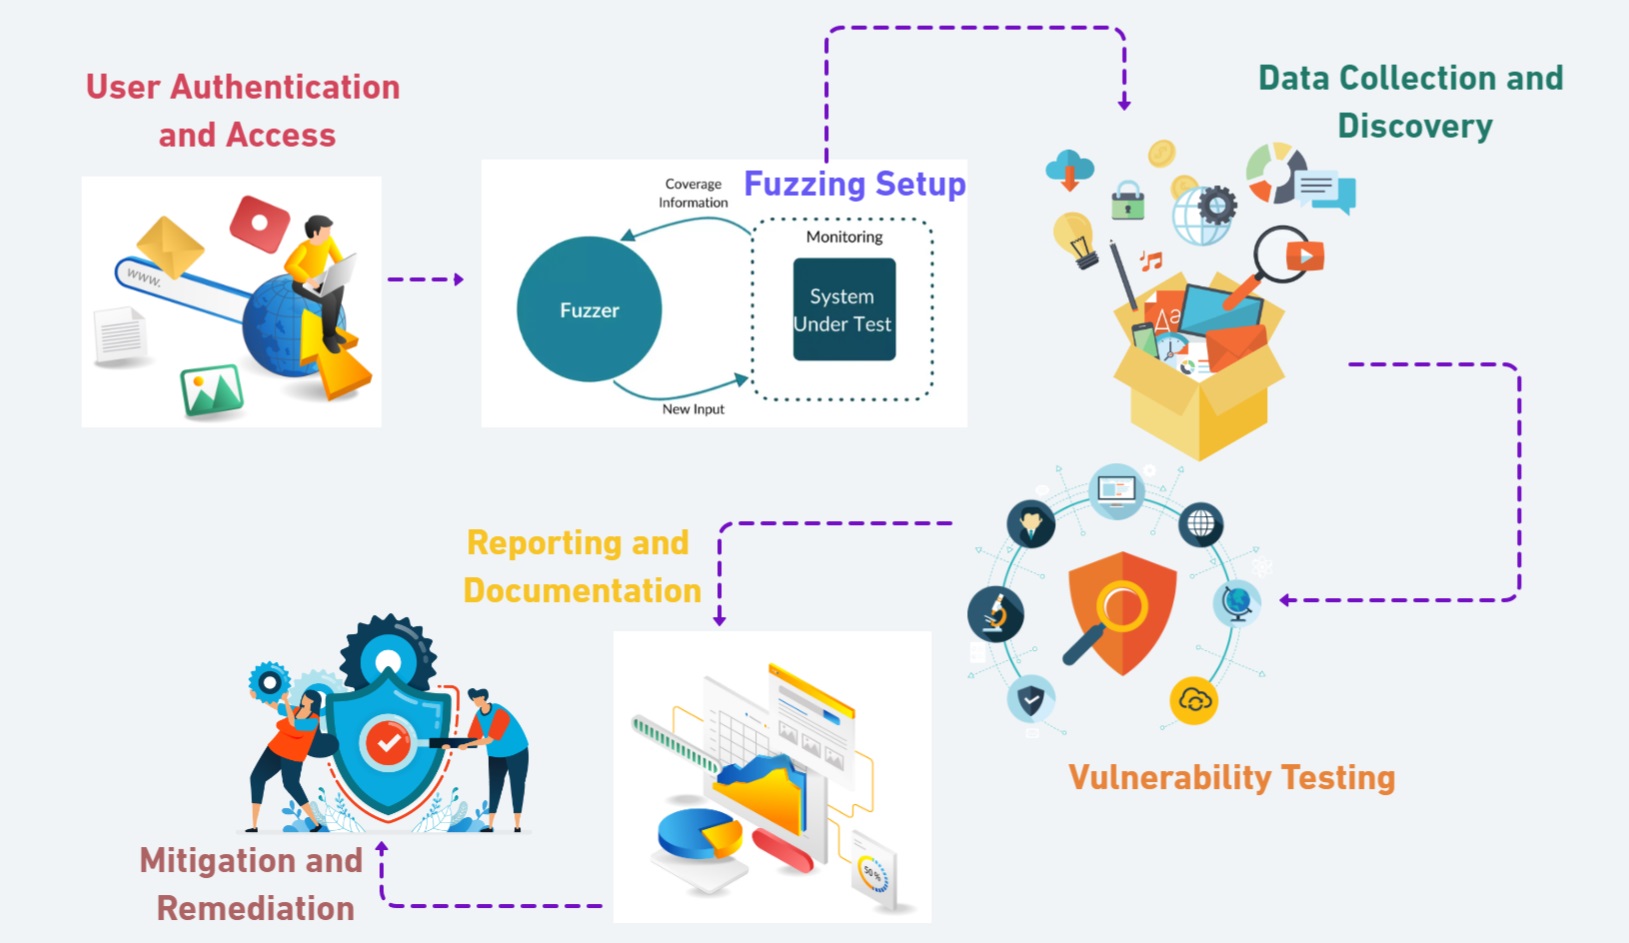 User Authentication
and Access
www.
Coverage
Information
Fuzzing Setup
Monitoring
Fuzzer
System
Under Test
New Input
Data Collection and
Discovery
Aa
Vulnerability Testing
Reporting and
Documentation
50%
Mitigation and
Remediation